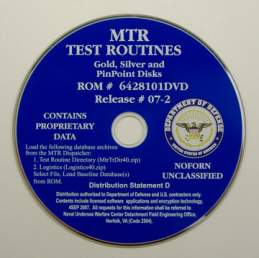 MTR
TEST ROUTINES
Gold, Silver and
PinPoint Disks
ROM # 6428101DVD
Release # 07-2
CONTAINS
PROPRIETARY
DATA
DEPARTMENT OF DEFENSE
Load the following database archives
from the MTR Dispatcher:
1. Test Routine Directory (MtrTrDir40.zip)
2. Logistics (Logistics40.zip)
Select File, Load Baseline Database(s)
from ROM.
NOFORN
UNCLASSIFIED
Distribution Statement D
Distribution authorized to Department of Defense and U.S. contractors only.
Contents include licensed software applications and encryption technology,
4SEP 2007. All requests for this information shall be referred to
Naval Undersea Warfare Center Detachment Field Engineering Office,
Norfolk, VA (Code 2904).